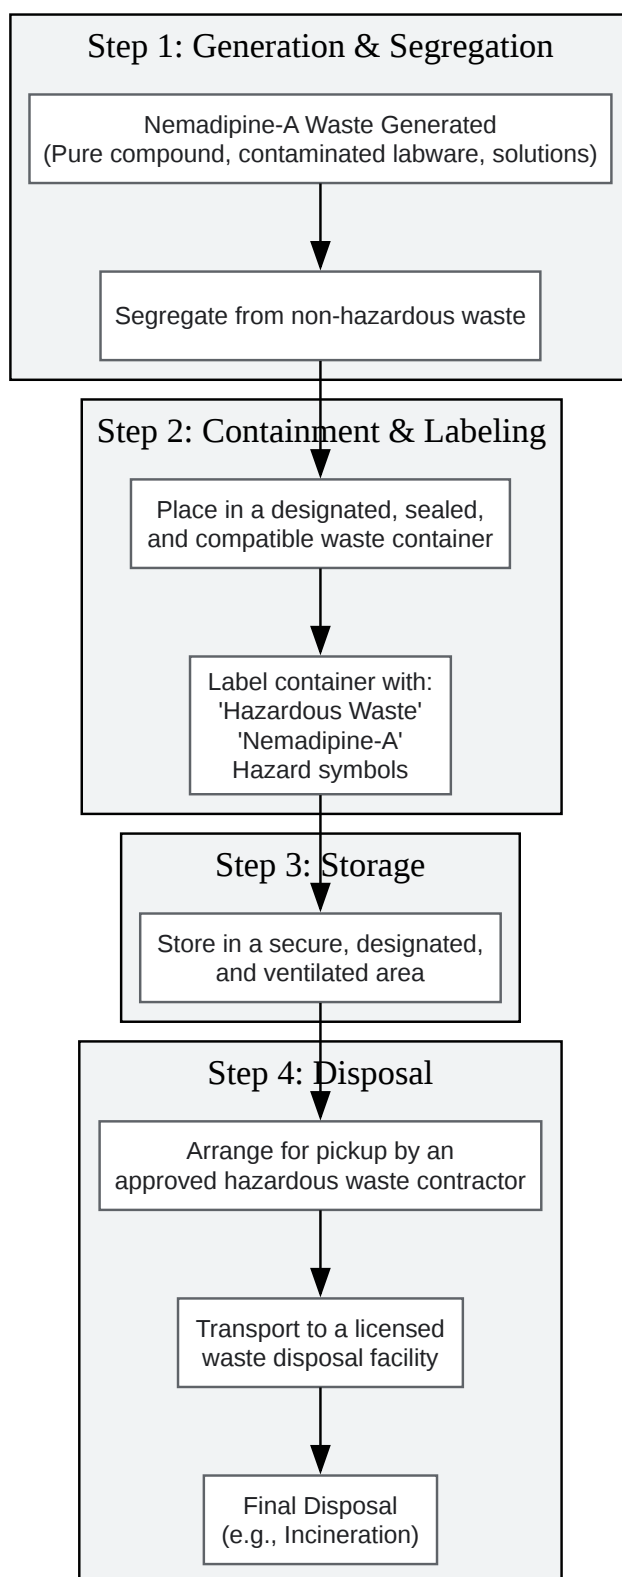 Step 1: Generation & Segregation
Nemadipine-A Waste Generated
(Pure compound, contaminated labware, solutions)
Segregate from non-hazardous waste
Step 2: Containment & Labeling
Place in a designated, sealed,
and compatible waste container
Label container with:
'Hazardous Waste'
'Nemadipine-A'
Hazard symbols
Step 3: Storage
Store in a secure, designated,
and ventilated area
Step 4: Disposal
Arrange for pickup by an
approved hazardous waste contractor
Transport to a licensed
waste disposal facility
Final Disposal
(e.g., Incineration)